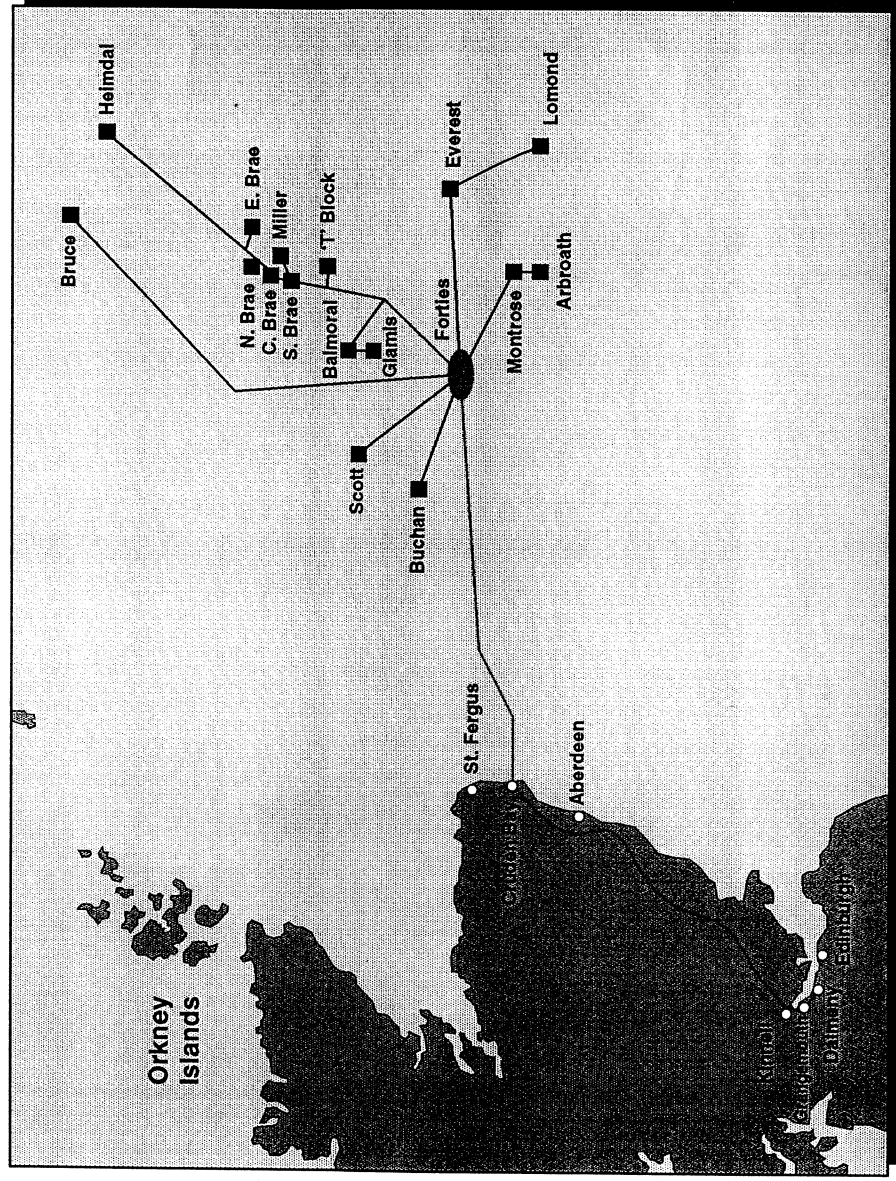 Heimdal
Bruce
E. Brae
Miller
N. Brae
C. Brae
S. Brae
'T' Block
Balmoral
Glamis
Everest
Lomond
Forties
Montrose
Arbroath
Scott
Buchan
St. Fergus
Cruden Bay
Aberdeen
Orkney
Islands
Kinneil
Grangemouth
Dalmeny
Edinburgh